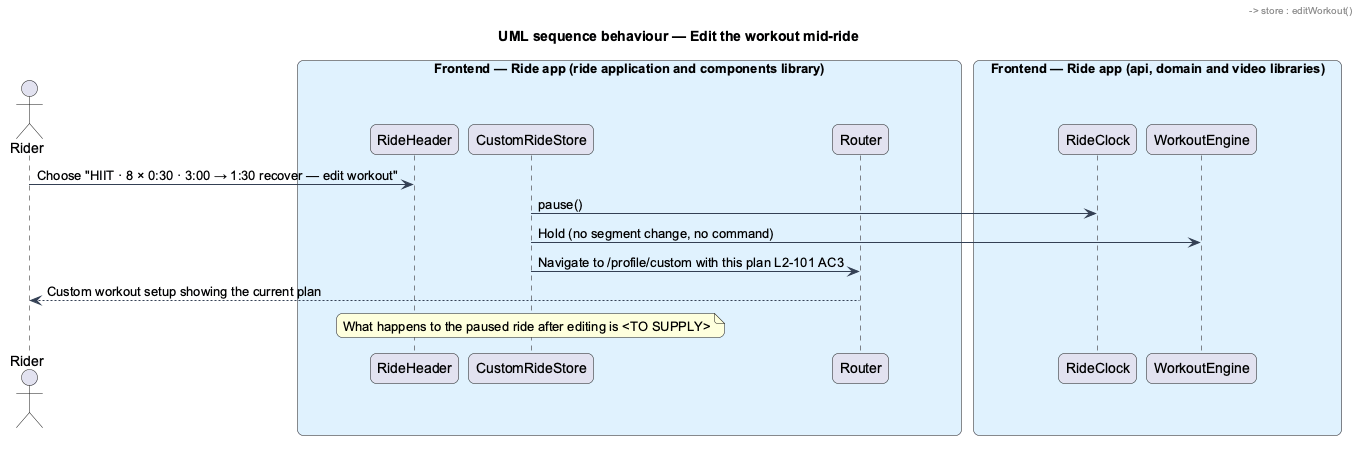 -> store : editWorkout()
UML sequence behaviour — Edit the workout mid-ride
Frontend — Ride app (ride application and components library)
Frontend — Ride app (api, domain and video libraries)
Rider
RideHeader
CustomRideStore
Router
RideClock
WorkoutEngine
Choose "HIIT · 8 × 0:30 · 3:00 → 1:30 recover — edit workout"
pause()
Hold (no segment change, no command)
Navigate to /profile/custom with this plan L2-101 AC3
Custom workout setup showing the current plan
What happens to the paused ride after editing is <TO SUPPLY>
Rider
RideHeader
CustomRideStore
Router
RideClock
WorkoutEngine